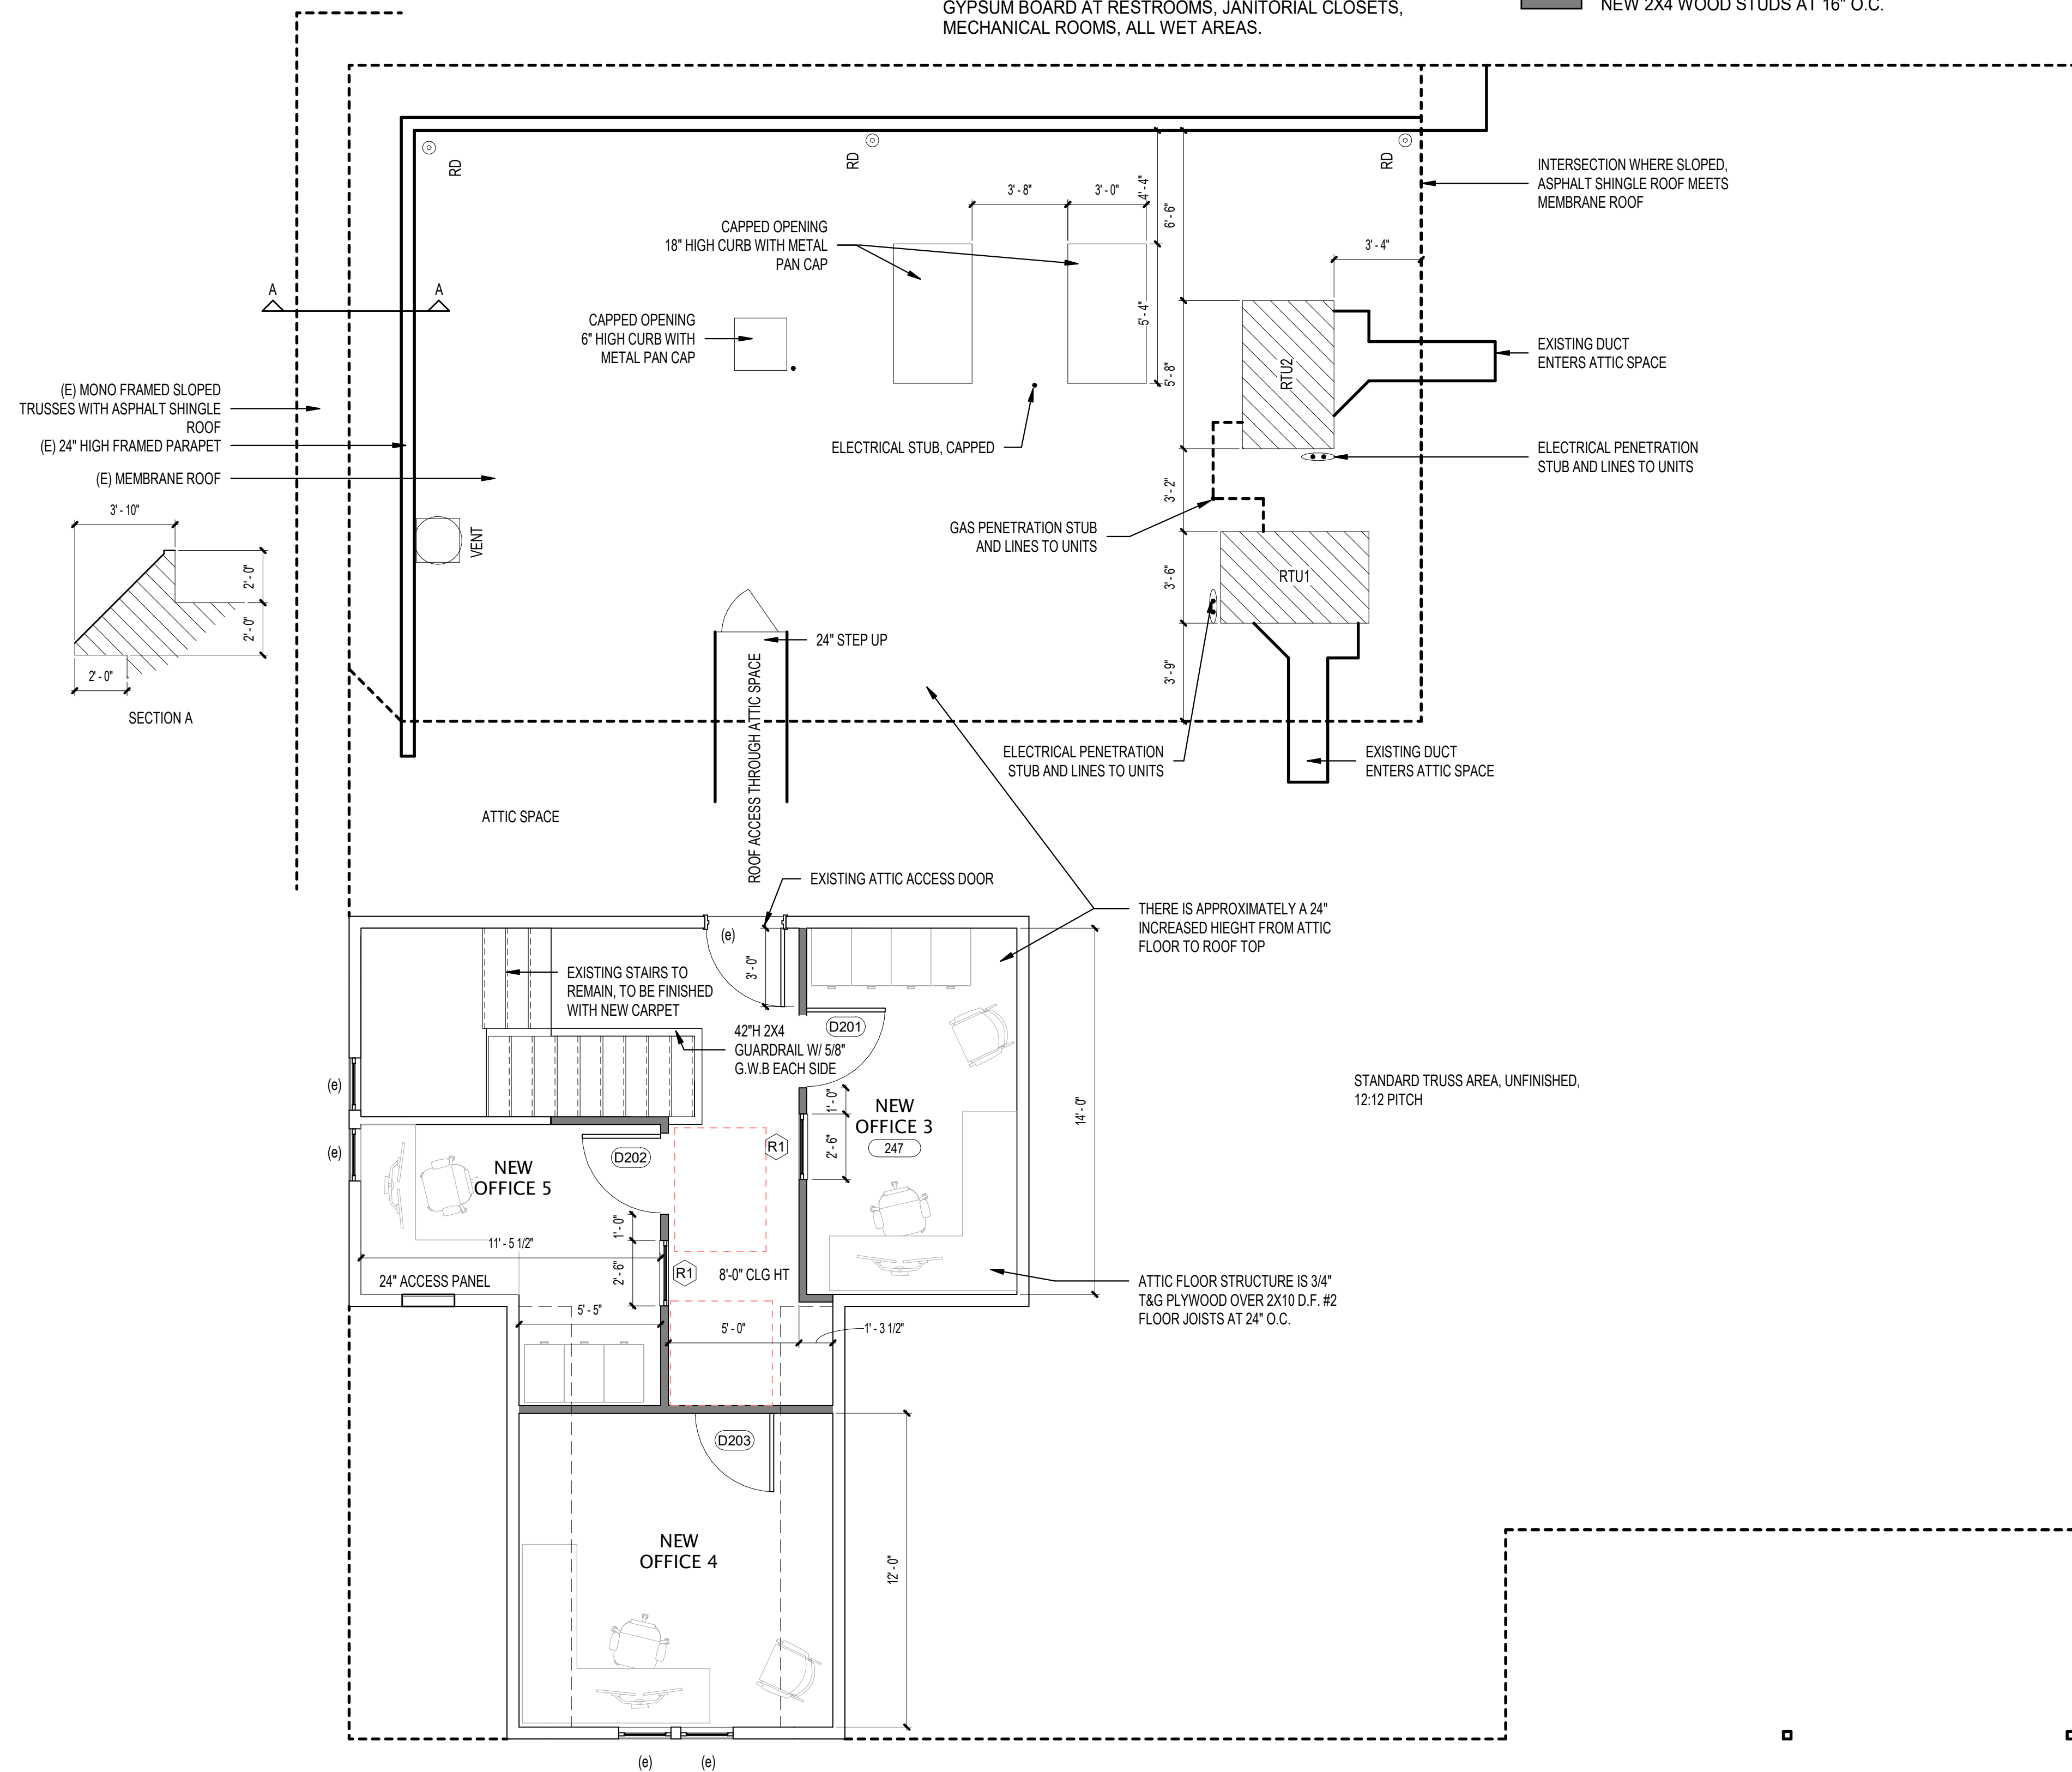 GYPSUM BOARD AT RESTROOMS, JANITORIAL CLOSETS,
MECHANICAL ROOMS, ALL WET AREAS.
NEW 2X4 WOOD STUDS AT 16" O.C.
RD
RD
RD
INTERSECTION WHERE SLOPED,
ASPHALT SHINGLE ROOF MEETS
MEMBRANE ROOF
3' - 8"
3' - 0"
4' - 4"
6' - 6"
CAPPED OPENING
18" HIGH CURB WITH METAL
PAN CAP
3' - 4"
A
A
CAPPED OPENING
6" HIGH CURB WITH
METAL PAN CAP
5' - 4"
5' - 8"
RTU2
EXISTING DUCT
ENTERS ATTIC SPACE
(E) MONO FRAMED SLOPED
TRUSSES WITH ASPHALT SHINGLE
ROOF
(E) 24" HIGH FRAMED PARAPET
(E) MEMBRANE ROOF
ELECTRICAL STUB, CAPPED
ELECTRICAL PENETRATION
STUB AND LINES TO UNITS
3' - 2"
3' - 10"
2' - 0"
2' - 0"
2' - 0"
SECTION A
VENT
GAS PENETRATION STUB
AND LINES TO UNITS
3' - 6"
RTU1
24" STEP UP
3' - 9"
ROOF ACCESS THROUGH ATTIC SPACE
ELECTRICAL PENETRATION
STUB AND LINES TO UNITS
EXISTING DUCT
ENTERS ATTIC SPACE
ATTIC SPACE
EXISTING ATTIC ACCESS DOOR
THERE IS APPROXIMATELY A 24"
INCREASED HIEGHT FROM ATTIC
FLOOR TO ROOF TOP
(e)
3' - 0"
EXISTING STAIRS TO
REMAIN, TO BE FINISHED
WITH NEW CARPET
42"H 2X4
GUARDRAIL W/ 5/8"
G.W.B EACH SIDE
D201
(e)
1' - 0"
NEW
OFFICE 3
247
2' - 6"
14' - 0"
STANDARD TRUSS AREA, UNFINISHED,
12:12 PITCH
(e)
NEW
OFFICE 5
D202
R1
1' - 0"
11' - 5 1/2"
2' - 6"
24" ACCESS PANEL
R1
8'-0" CLG HT
5' - 5"
5' - 0"
1' - 3 1/2"
ATTIC FLOOR STRUCTURE IS 3/4"
T&G PLYWOOD OVER 2X10 D.F. #2
FLOOR JOISTS AT 24" O.C.
D203
NEW
OFFICE 4
12' - 0"
(e)
(e)